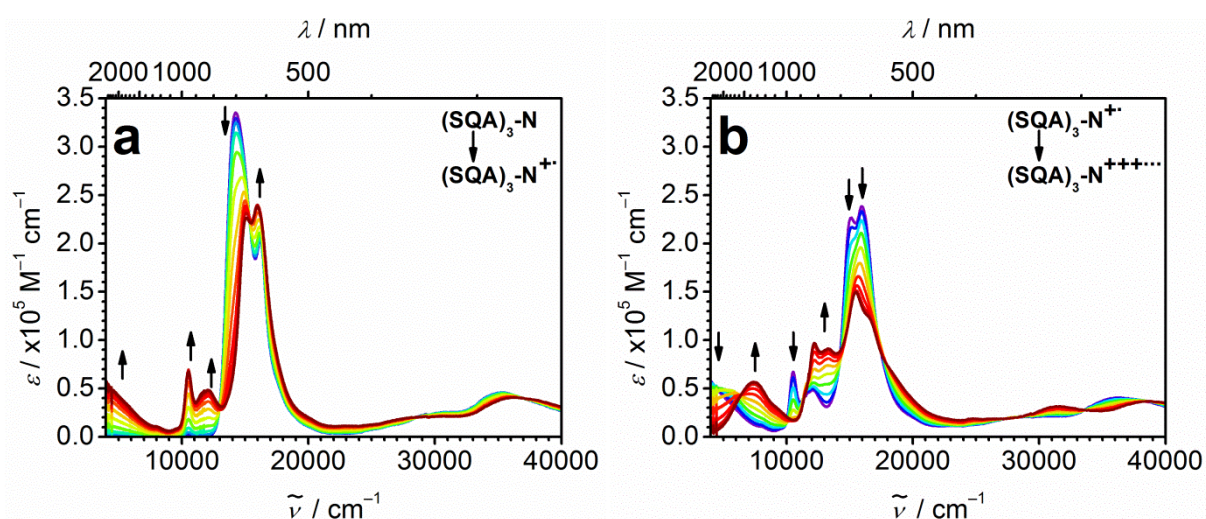 λ / nm
2000 1000 500
3.5
3.0
2.5
2.0
1.5
1.0
0.5
0.0
ε / x10⁵ M⁻¹ cm⁻¹
a
(SQA)₃-N
(SQA)₃-N⁺·
10000 20000 30000 40000
ν̃ / cm⁻¹
λ / nm
2000 1000 500
3.5
3.0
2.5
2.0
1.5
1.0
0.5
0.0
ε / x10⁵ M⁻¹ cm⁻¹
b
(SQA)₃-N⁺·
(SQA)₃-N⁺⁺⁺···
10000 20000 30000 40000
ν̃ / cm⁻¹